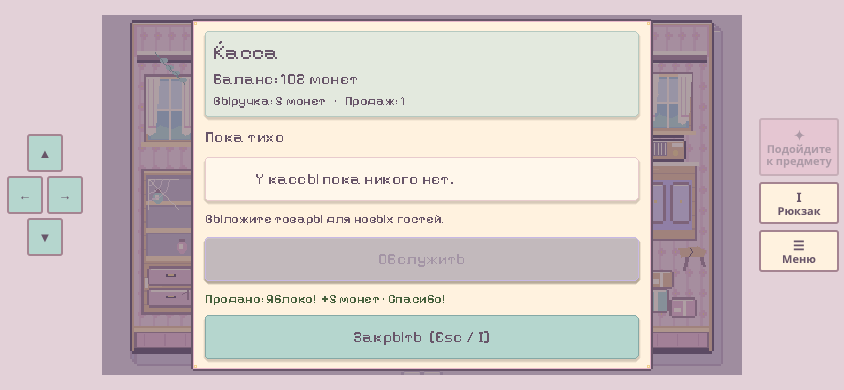 Касса
Баланс: 108 монет
Выручка: 8 монет · Продаж: 1
Пока тихо
У кассы пока никого нет.
Выложите товары для новых гостей.
Обслужить
Продано: Яблоко! +8 монет · Спасибо!
Закрыть (Esc / I)
▲
← →
▼
✦
Подойдите
к предмету
I
Рюкзак
☰
Меню